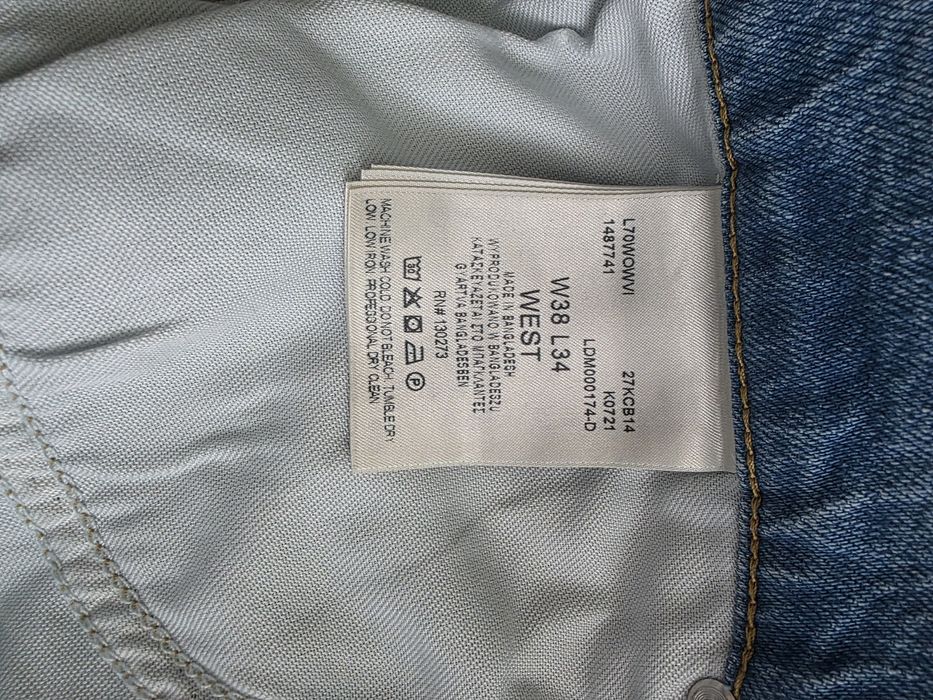 L70WOWVI 27KCB14
1487741 K0721
LDM000174-D
W38 L34
WEST
MADE IN BANGLADESH
WYPRODUKOWANO W BANGLADESZU
ΚΑΤΑΣΚΕΥΑΖΕΤΑΙ ΣΤΟ ΜΠΑΓΚΛΑΝΤΕΣ
GYÁRTVA BANGLADESBEN
RN# 130273
MACHINE WASH COLD DO NOT BLEACH TUMBLE DRY
LOW LOW IRON PROFESSIONAL DRY CLEAN